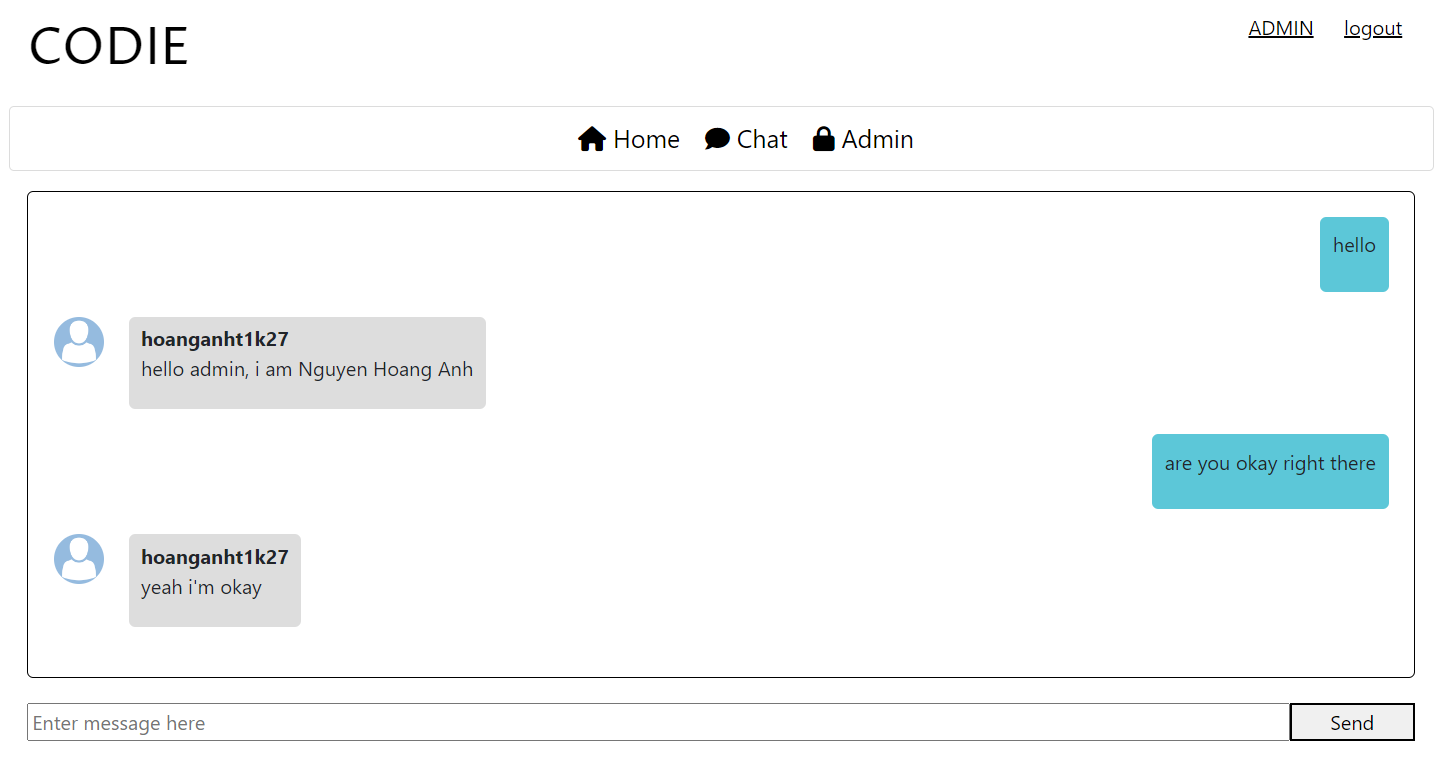 CODIE
ADMIN logout
Home Chat Admin
hello
hoanganht1k27
hello admin, i am Nguyen Hoang Anh
are you okay right there
hoanganht1k27
yeah i'm okay
Enter message here Send